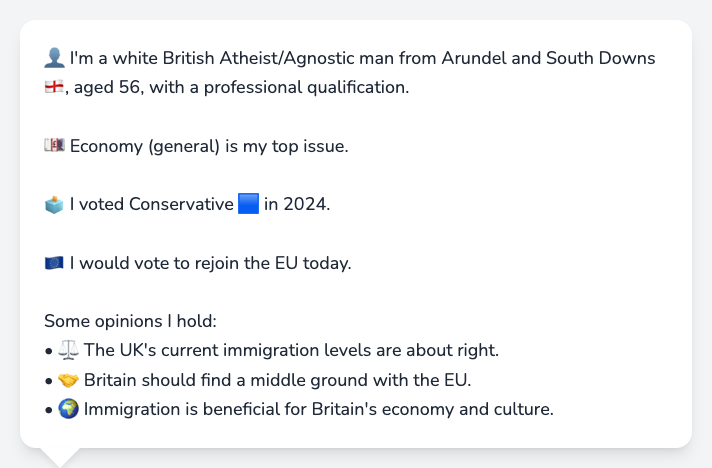 👤 I'm a white British Atheist/Agnostic man from Arundel and South Downs
🏴󠁧󠁢󠁥󠁮󠁧󠁿, aged 56, with a professional qualification.
💷 Economy (general) is my top issue.
🗳️ I voted Conservative 🟦 in 2024.
🇪🇺 I would vote to rejoin the EU today.
Some opinions I hold:
• ⚖️ The UK's current immigration levels are about right.
• 🤝 Britain should find a middle ground with the EU.
• 🌍 Immigration is beneficial for Britain's economy and culture.